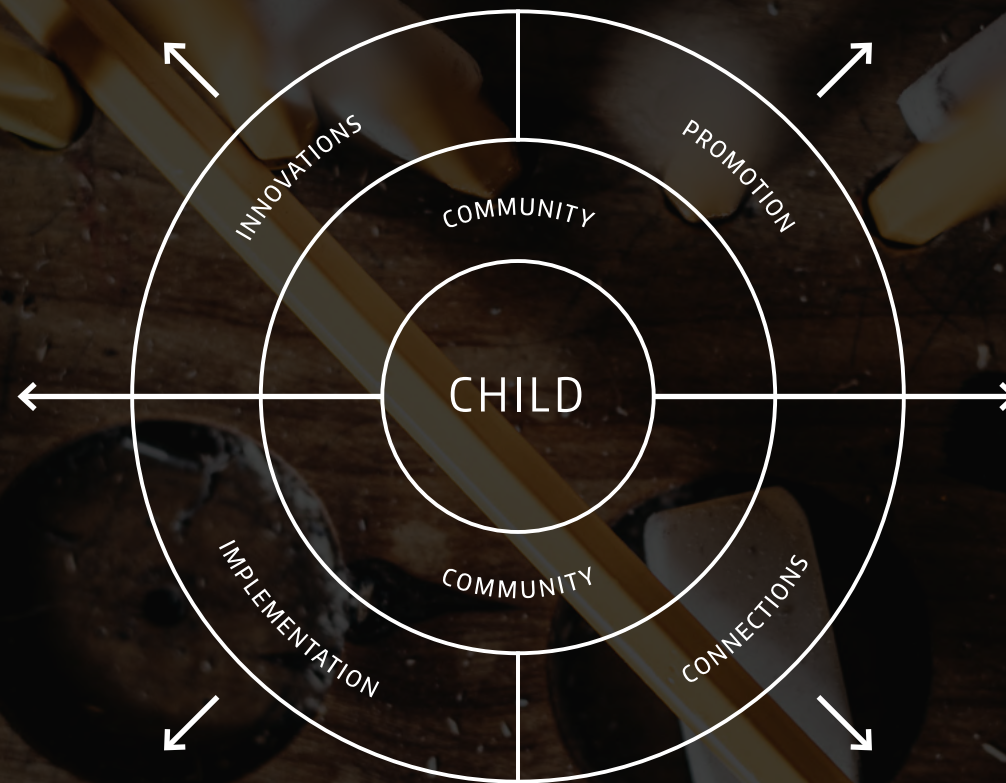 INNOVATIONS
PROMOTION
COMMUNITY
CHILD
COMMUNITY
IMPLEMENTATION
CONNECTIONS